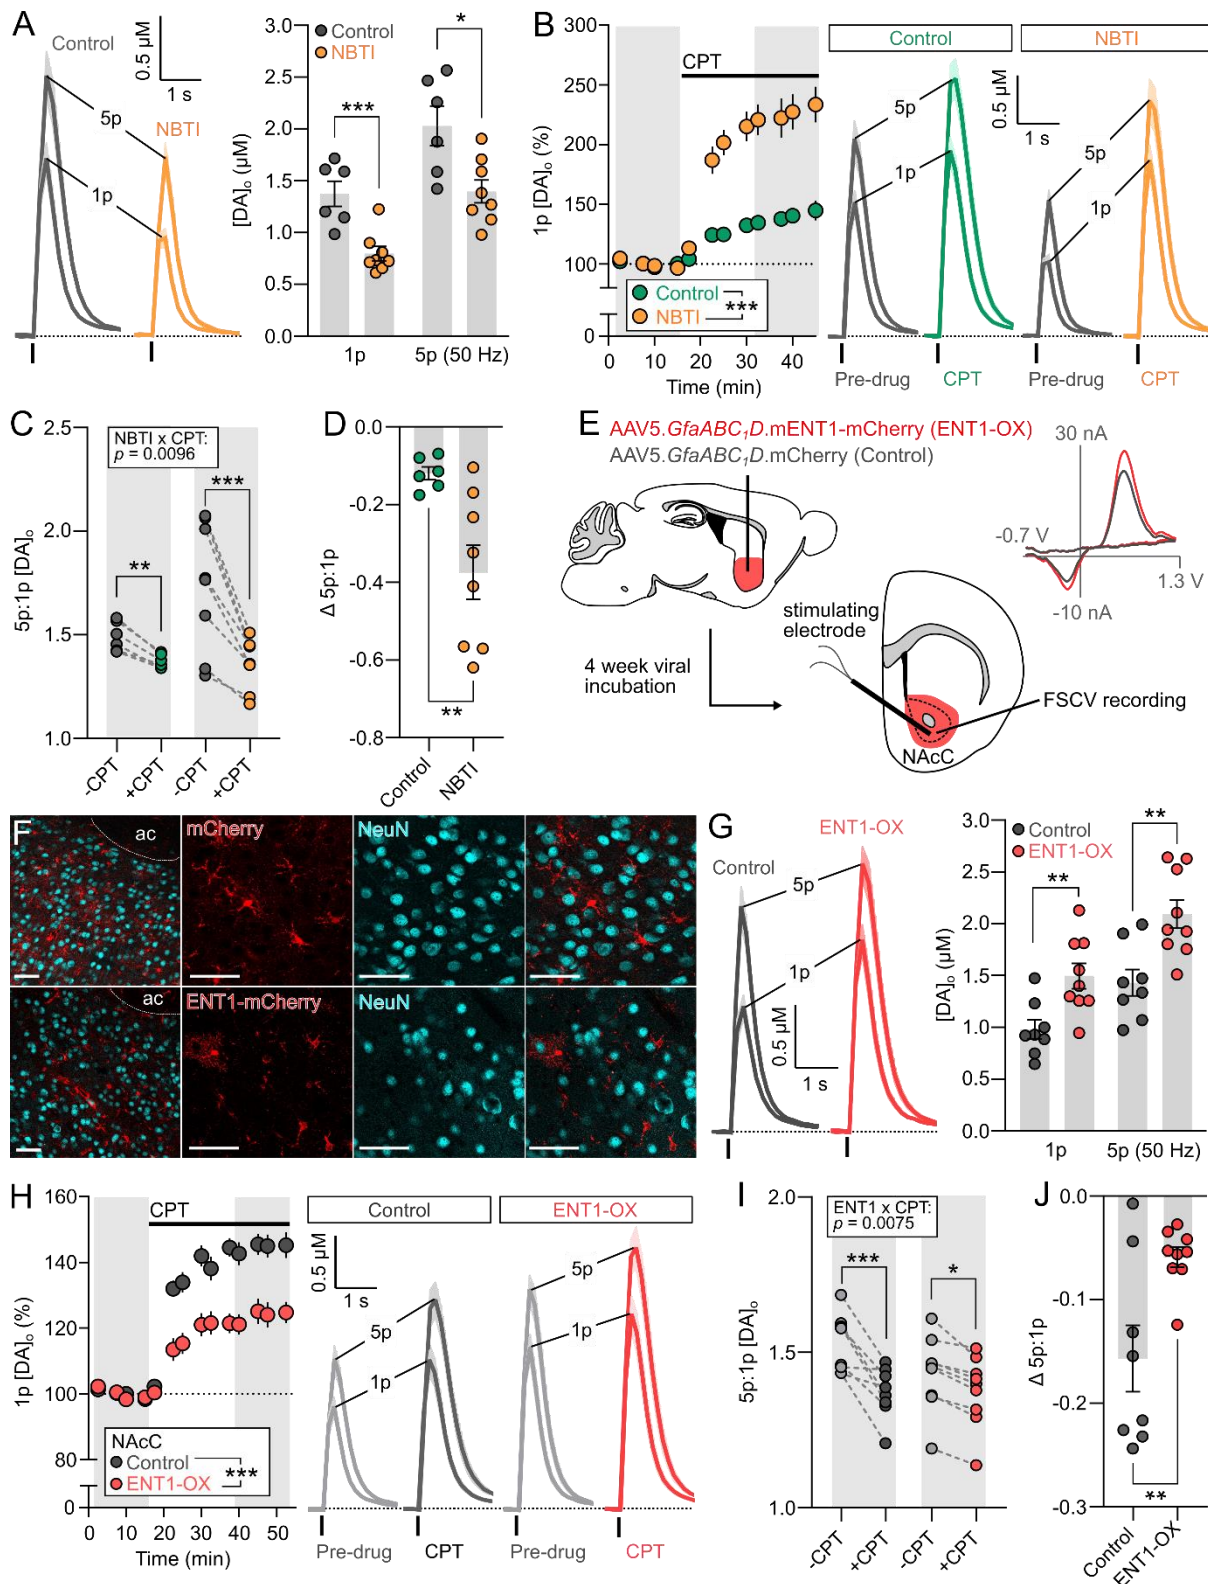 A
Control
0.5 µM
1 s
5p
NBTI
1p
[DA]ₒ (µM)
3.0
2.5
2.0
1.5
1.0
0.5
0.0
Control
NBTI
***
*
1p
5p (50 Hz)
B
1p [DA]ₒ (%)
250
200
150
100
0
CPT
Control
NBTI
***
0 10 20 30 40
Time (min)
Control
NBTI
0.5 µM
1 s
5p
1p
5p
1p
Pre-drug
CPT
Pre-drug
CPT
C
5p:1p [DA]ₒ
2.5
2.0
1.5
1.0
NBTI x CPT:
p = 0.0096
**
***
-CPT
+CPT
-CPT
+CPT
D
Δ 5p:1p
0.0
-0.2
-0.4
-0.6
-0.8
**
Control
NBTI
E
AAV5.GfaABC₁D.mENT1-mCherry (ENT1-OX)
AAV5.GfaABC₁D.mCherry (Control)
30 nA
-0.7 V
1.3 V
-10 nA
stimulating
electrode
4 week viral
incubation
FSCV recording
NAcC
F
ac
mCherry
NeuN
ac
ENT1-mCherry
NeuN
G
ENT1-OX
Control
5p
1p
0.5 µM
1 s
[DA]ₒ (µM)
3.0
2.5
2.0
1.5
1.0
0.5
0.0
Control
ENT1-OX
**
**
1p
5p (50 Hz)
H
1p [DA]ₒ (%)
160
140
120
100
80
0
CPT
NAcC
Control
ENT1-OX
***
0 10 20 30 40 50
Time (min)
Control
ENT1-OX
0.5 µM
1 s
5p
1p
5p
1p
Pre-drug
CPT
Pre-drug
CPT
I
5p:1p [DA]ₒ
2.0
1.5
1.0
ENT1 x CPT:
p = 0.0075
***
*
-CPT
+CPT
-CPT
+CPT
J
Δ 5p:1p
0.0
-0.1
-0.2
-0.3
**
Control
ENT1-OX